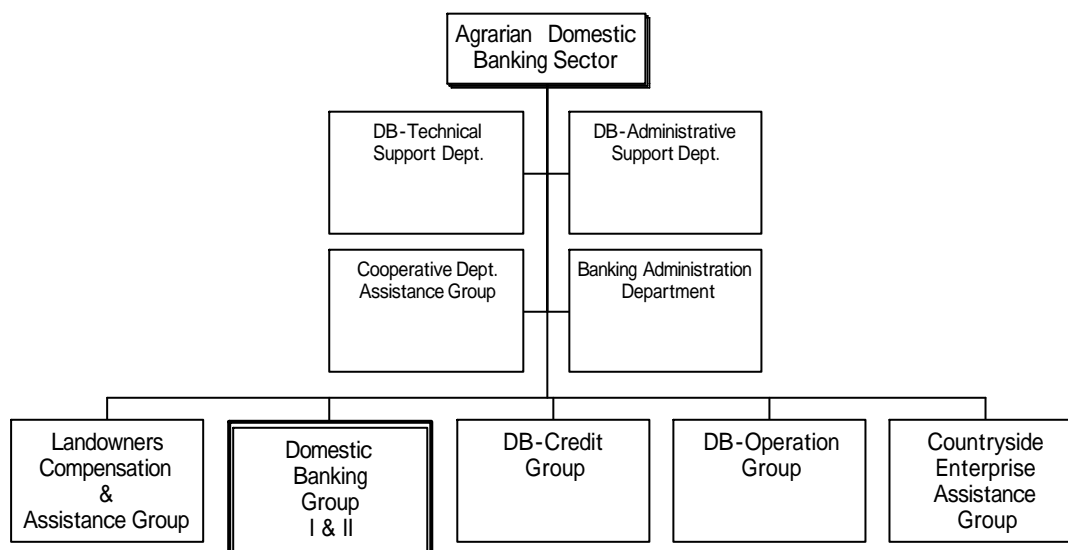 Agrarian Domestic
Banking Sector
DB-Technical
Support Dept.
DB-Administrative
Support Dept.
Cooperative Dept.
Assistance Group
Banking Administration
Department
Landowners
Compensation
&
Assistance Group
Domestic
Banking
Group
I & II
DB-Credit
Group
DB-Operation
Group
Countryside
Enterprise
Assistance
Group